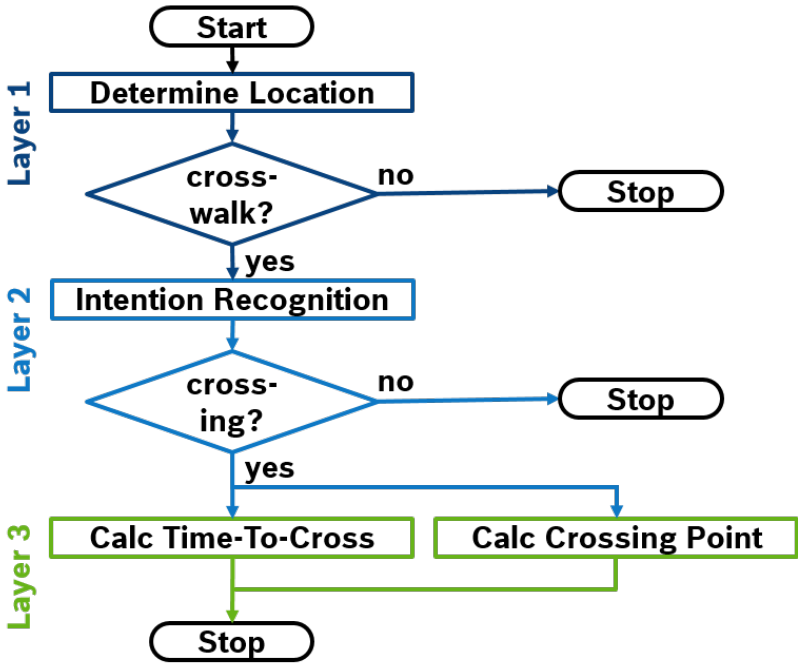 Start
Layer 1
Determine Location
cross-
walk?
no
Stop
yes
Layer 2
Intention Recognition
cross-
ing?
no
Stop
yes
Layer 3
Calc Time-To-Cross
Calc Crossing Point
Stop